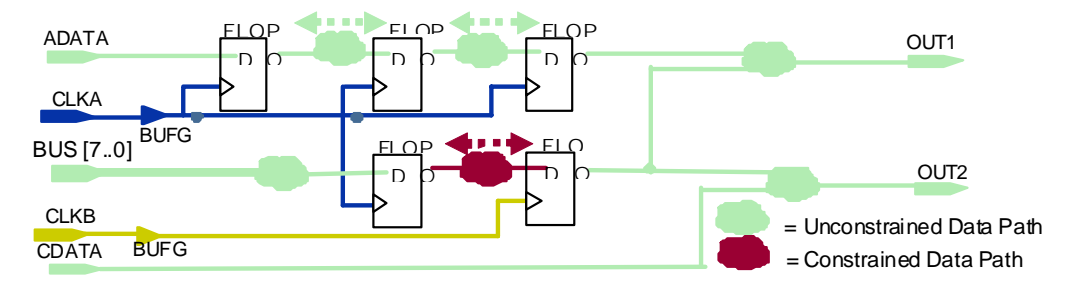 FLOP FLOP FLOP
ADATA OUT1
D Q D Q D Q
CLKA
BUFG
BUS [7..0] FLOP FLO
D Q D Q
OUT2
CLKB
= Unconstrained Data Path
CDATA BUFG
= Constrained Data Path